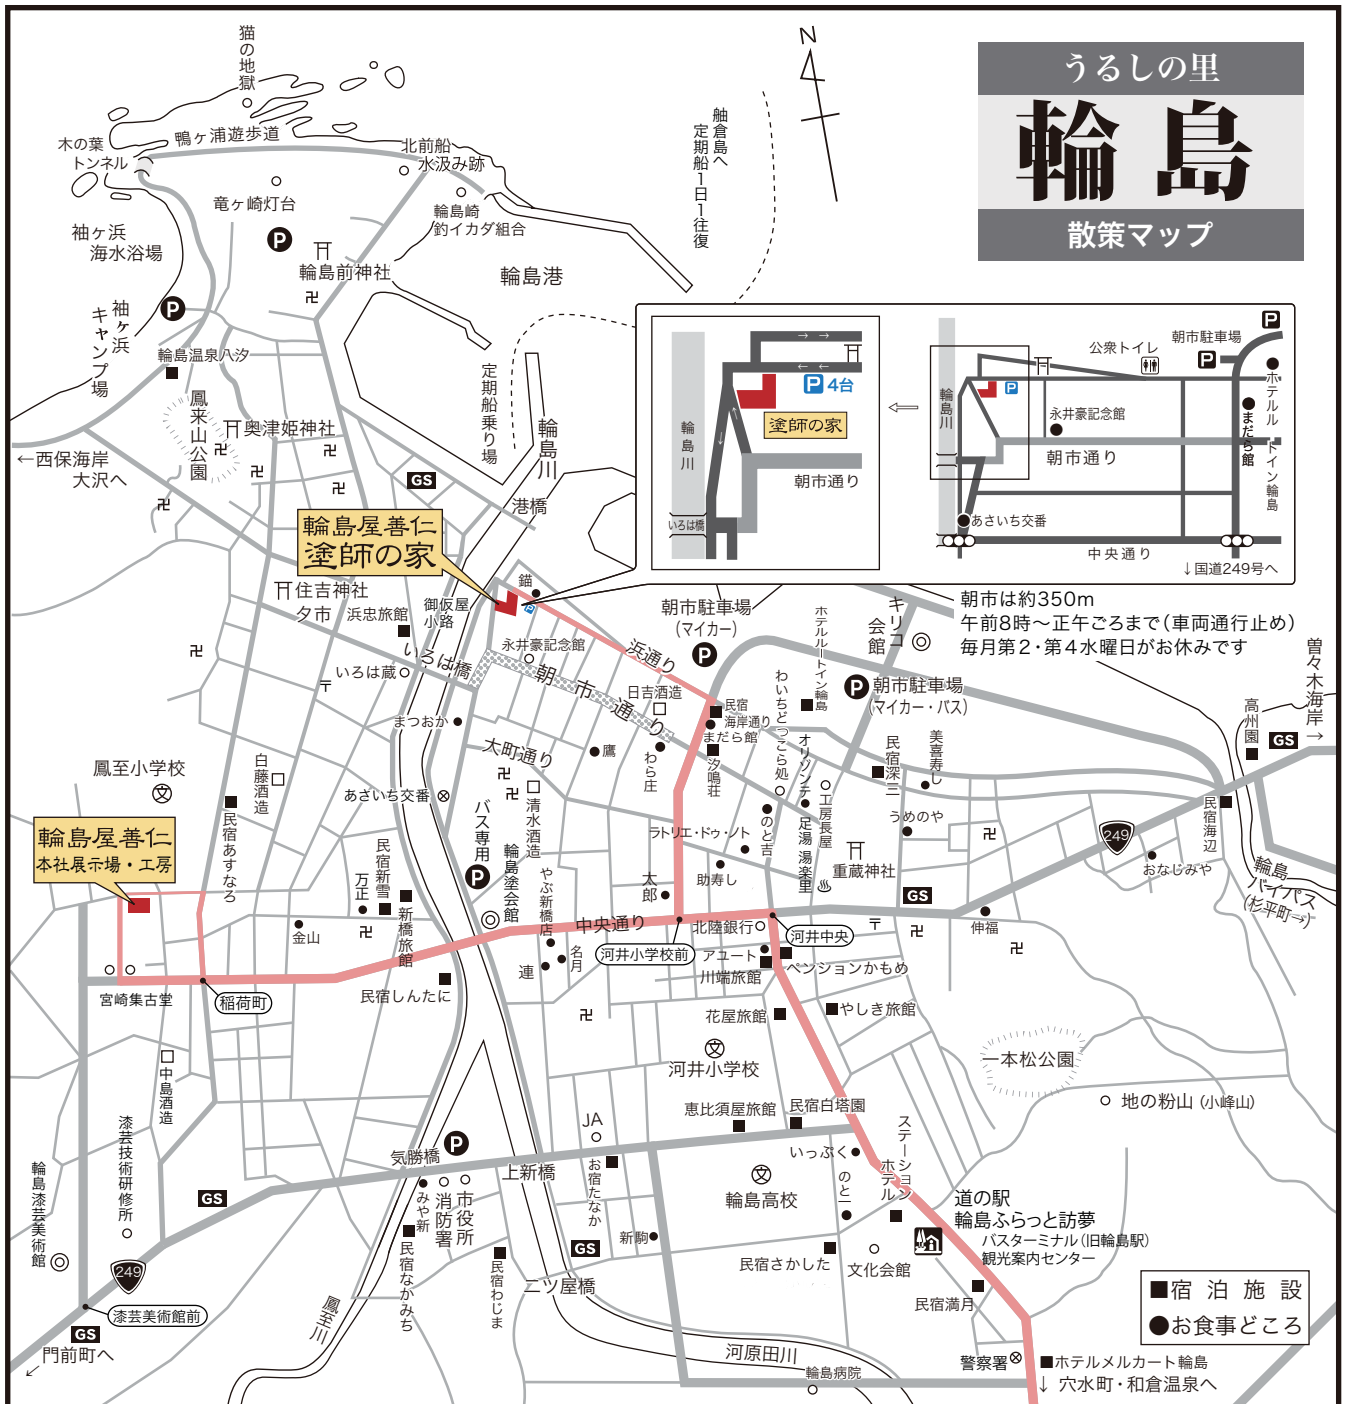 うるしの里
輪島
散策マップ
N
猫の地獄
鴨ヶ浦遊歩道
木の葉
トンネル
北前船
水汲み跡
竜ヶ崎灯台
P
袖ヶ浜
海水浴場
輪島前神社
輪島崎
釣イカダ組合
輪島港
舳倉島へ
定期船1日1往復
袖ヶ浜
キャンプ場
P
輪島温泉八汐
鳳来山公園
奥津姫神社
←西保海岸
大沢へ
定期船乗り場
輪島川
港橋
GS
輪島屋善仁
塗師の家
輪島川
いろは橋
→ →
← ←
P 4台
塗師の家
朝市通り
輪島川
P
公衆トイレ
朝市駐車場
P
P
永井豪記念館
朝市通り
まだら館
ホテルルートイン輪島
あさいち交番
中央通り
↓国道249号へ
朝市は約350m
午前8時～正午ごろまで(車両通行止め)
毎月第2・第4水曜日がお休みです
住吉神社
夕市
浜忠旅館
御仮屋
小路
錨
P
永井豪記念館
いろは橋
いろは蔵
〒
朝市通り
浜通り
朝市駐車場
(マイカー)
P
ホテルルートイン輪島
キリコ
会館
P
朝市駐車場
(マイカー・バス)
曽々木海岸→
高州園
GS
日吉酒造
民宿
海岸通り
まだら館
汐鳴荘
わいちどっこら処
オリゾンテ
民宿深三
美喜寿し
まつおか
大町通り
鷹
わら庄
鳳至小学校
文
白藤酒造
あさいち交番
民宿あすなろ
バス専用
P
清水酒造
輪島塗会館
ラトリエ・ドゥ・ノト
のと吉
足湯 湯楽里
工房長屋
うめのや
重蔵神社
249
民宿海辺
おなじみや
輪島
バイパス
(杉平町→)
輪島屋善仁
本社展示場・工房
民宿新雪
万正
新橋旅館
金山
やぶ新橋店
中央通り
太郎
助寿し
北陸銀行
河井小学校前
河井中央
〒
GS
伸福
連
名月
アユート
川端旅館
ペンションかもめ
宮崎集古堂
稲荷町
民宿しんたに
花屋旅館
やしき旅館
文
河井小学校
一本松公園
地の粉山(小峰山)
中島酒造
漆芸技術研修所
輪島漆芸美術館
恵比須屋旅館
民宿白塔園
JA
気勝橋
P
上新橋
お宿たなか
いっぷく
のと一
ステーション
ホテル
文
輪島高校
GS
みや新
消防署
市役所
民宿なかみち
民宿わじま
GS
新駒
二ツ屋橋
民宿さかした
文化会館
道の駅
輪島ふらっと訪夢
バスターミナル(旧輪島駅)
観光案内センター
民宿満月
249
漆芸美術館前
GS
門前町へ
鳳至川
河原田川
輪島病院
警察署
ホテルメルカート輪島
↓ 穴水町・和倉温泉へ
■宿泊施設
●お食事どころ